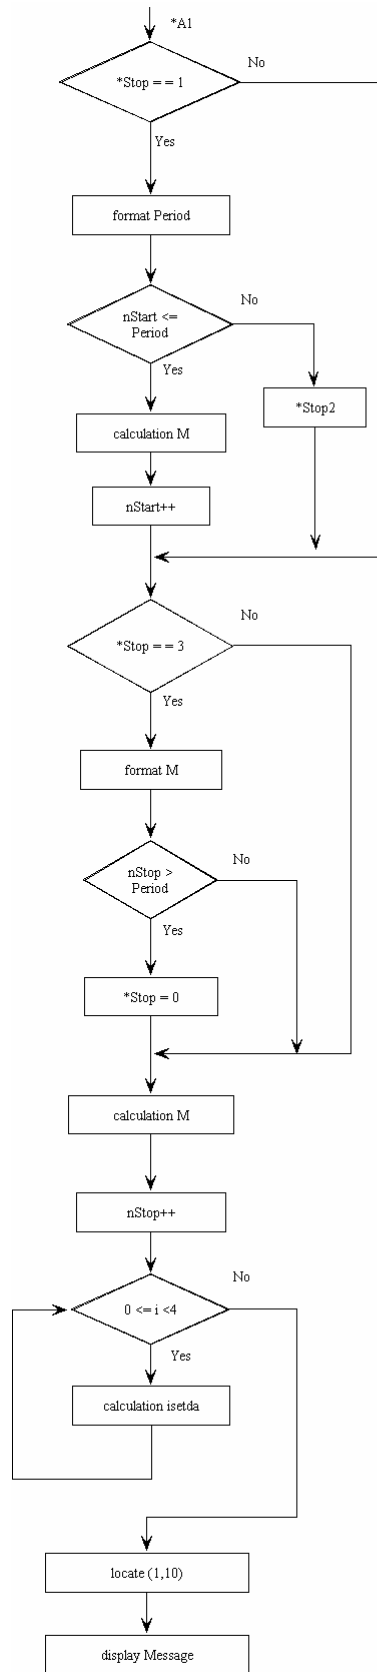 *A1
*Stop = = 1
No
Yes
format Period
nStart <=
Period
No
Yes
*Stop2
calculation M
nStart++
*Stop == 3
No
Yes
format M
nStop >
Period
No
Yes
*Stop = 0
calculation M
nStop++
0 <= i <4
No
Yes
calculation isetda
locate (1,10)
display Message